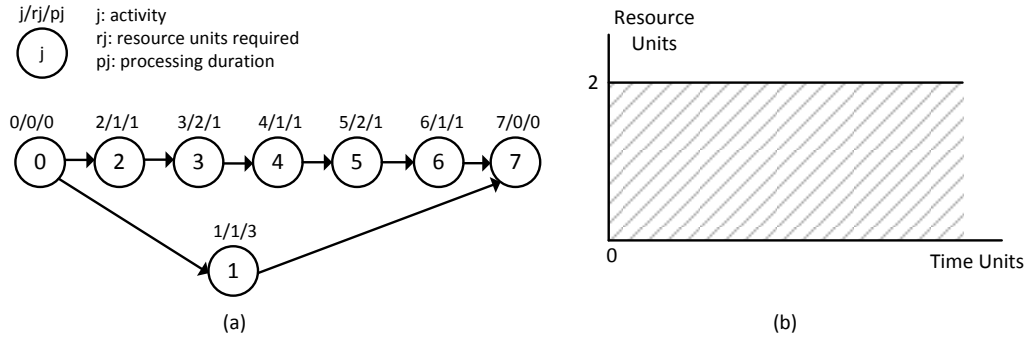 j/rj/pj
j
j: activity
rj: resource units required
pj: processing duration
0/0/0
2/1/1
3/2/1
4/1/1
5/2/1
6/1/1
7/0/0
0
2
3
4
5
6
7
1/1/3
1
(a)
Resource
Units
2
0
Time Units
(b)